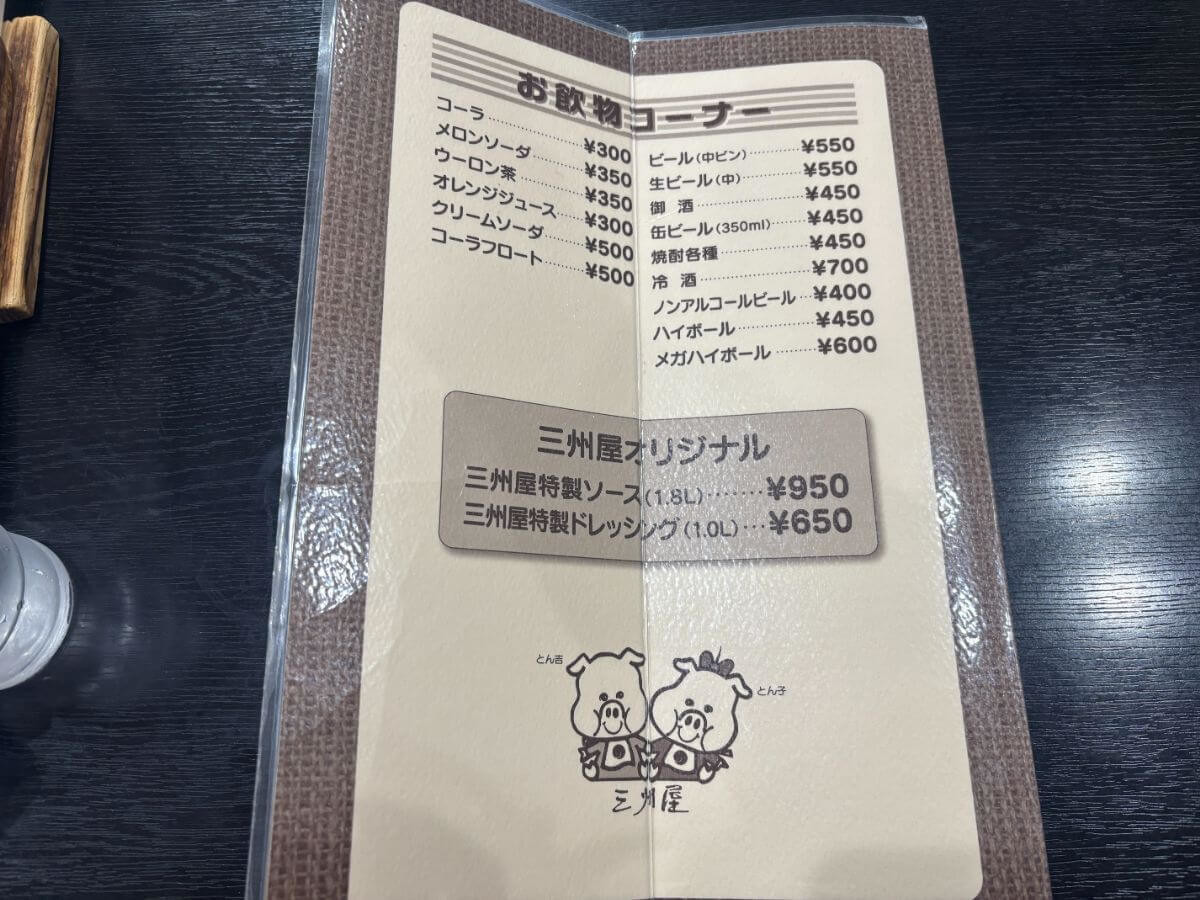 お飲物コーナー
コーラ…………¥300
メロンソーダ……¥350
ウーロン茶………¥350
オレンジジュース…¥300
クリームソーダ……¥500
コーラフロート……¥500
ビール(中ビン)………¥550
生ビール(中)…………¥550
御酒……………¥450
缶ビール(350ml)……¥450
焼酎各種…………¥450
冷酒……………¥700
ノンアルコールビール…¥400
ハイボール…………¥450
メガハイボール………¥600
三州屋オリジナル
三州屋特製ソース(1.8L)……¥950
三州屋特製ドレッシング(1.0L)…¥650
とん吉
とん子
三州屋